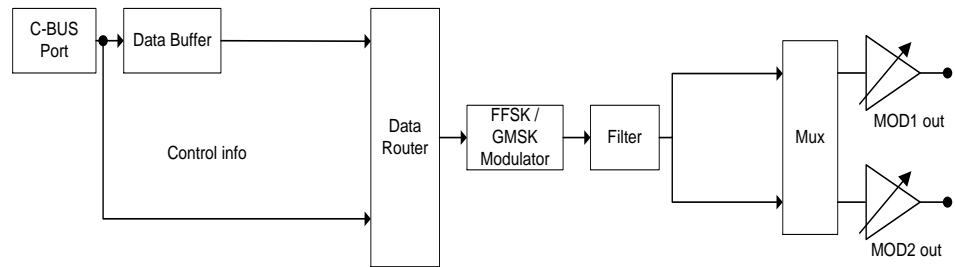 C-BUS
Port
Data Buffer
Control info
Data
Router
FFSK /
GMSK
Modulator
Filter
Mux
MOD1 out
MOD2 out